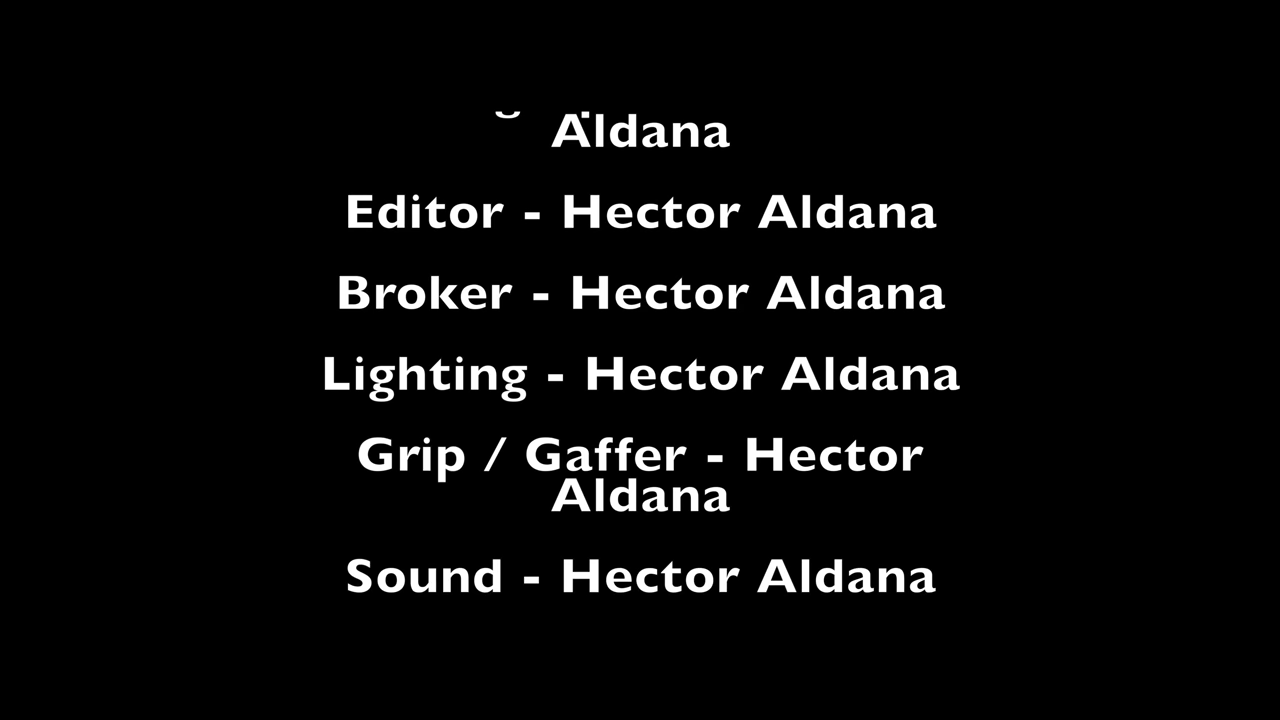 Aldana
Editor - Hector Aldana
Broker - Hector Aldana
Lighting - Hector Aldana
Grip / Gaffer - Hector
Aldana
Sound - Hector Aldana